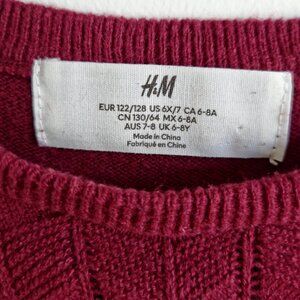 H&M
EUR 122/128 US 6X/7 CA 6-8A
CN 130/64 MX 6-8A
AUS 7-8 UK 6-8Y
Made in China
Fabriqué en Chine